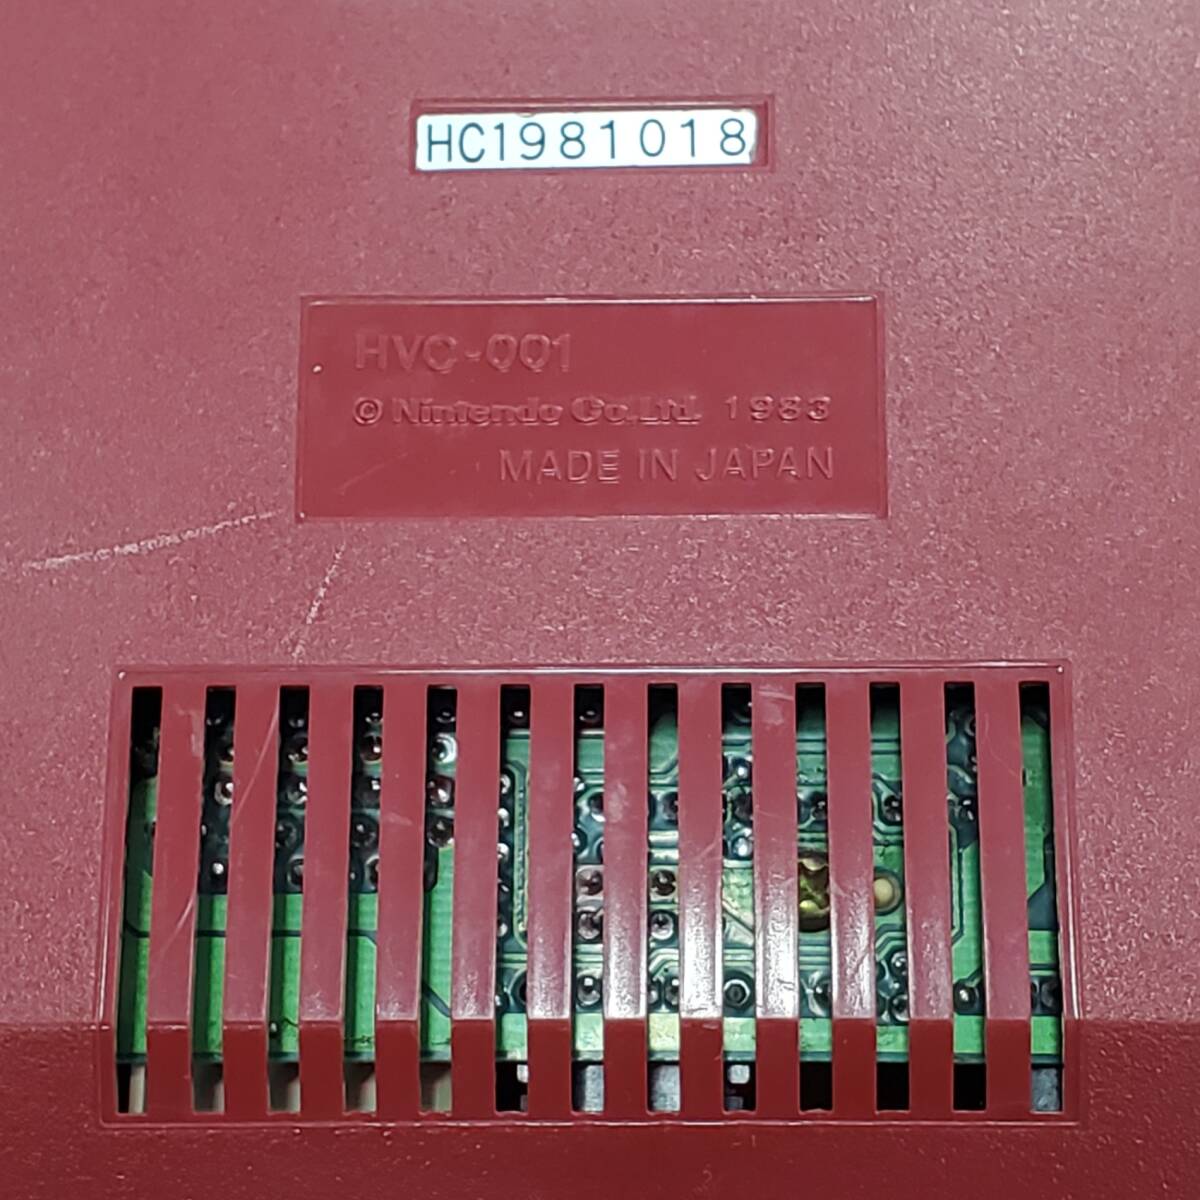 HC1981018
HVC-001
© Nintendo Co.Ltd. 1983
MADE IN JAPAN